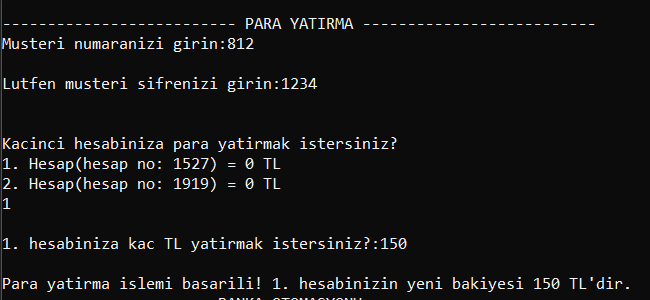 -------------------------- PARA YATIRMA --------------------------
Musteri numaranizi girin:812
Lutfen musteri sifrenizi girin:1234
Kacinci hesabiniza para yatirmak istersiniz?
1. Hesap(hesap no: 1527) = 0 TL
2. Hesap(hesap no: 1919) = 0 TL
1
1. hesabiniza kac TL yatirmak istersiniz?:150
Para yatirma islemi basarili! 1. hesabinizin yeni bakiyesi 150 TL'dir.
BANKA OTOMASYONU